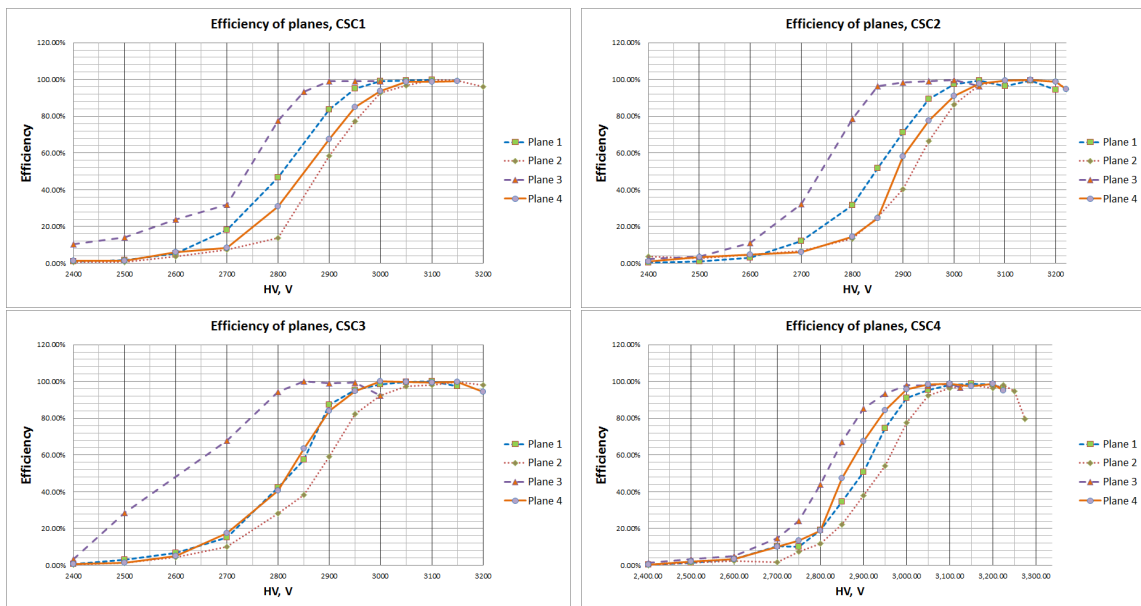 Efficiency of planes, CSC1
120.00%
100.00%
80.00%
60.00%
40.00%
20.00%
0.00%
Efficiency
2400 2500 2600 2700 2800 2900 3000 3100 3200
HV, V
Plane 1
Plane 2
Plane 3
Plane 4
Efficiency of planes, CSC2
120.00%
100.00%
80.00%
60.00%
40.00%
20.00%
0.00%
Efficiency
2400 2500 2600 2700 2800 2900 3000 3100 3200
HV, V
Plane 1
Plane 2
Plane 3
Plane 4
Efficiency of planes, CSC3
120.00%
100.00%
80.00%
60.00%
40.00%
20.00%
0.00%
Efficiency
2400 2500 2600 2700 2800 2900 3000 3100 3200
HV, V
Plane 1
Plane 2
Plane 3
Plane 4
Efficiency of planes, CSC4
120.00%
100.00%
80.00%
60.00%
40.00%
20.00%
0.00%
Efficiency
2,400.00 2,500.00 2,600.00 2,700.00 2,800.00 2,900.00 3,000.00 3,100.00 3,200.00 3,300.00
HV, V
Plane 1
Plane 2
Plane 3
Plane 4